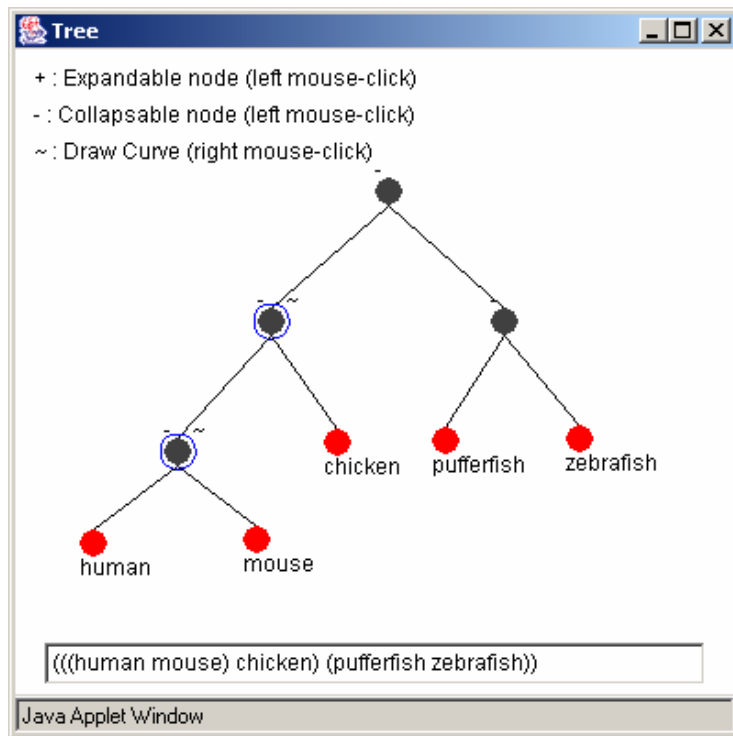 Tree
+ : Expandable node (left mouse-click)
- : Collapsable node (left mouse-click)
~ : Draw Curve (right mouse-click)
-
- ~
-
- ~
chicken
pufferfish
zebrafish
human
mouse
(((human mouse) chicken) (pufferfish zebrafish))
Java Applet Window